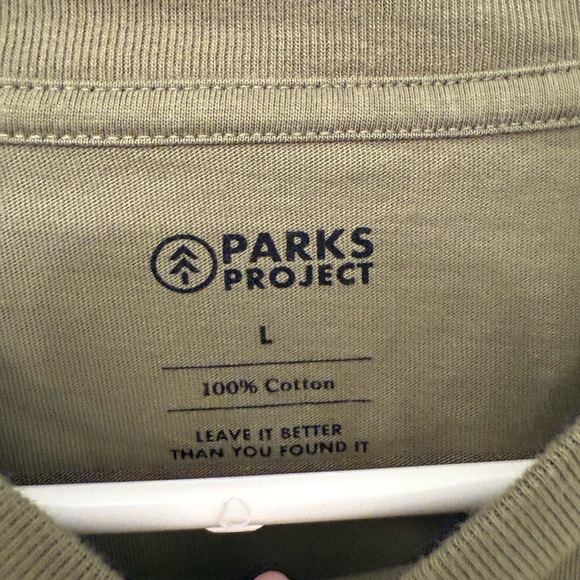 PARKS
PROJECT
L
100% Cotton
LEAVE IT BETTER
THAN YOU FOUND IT